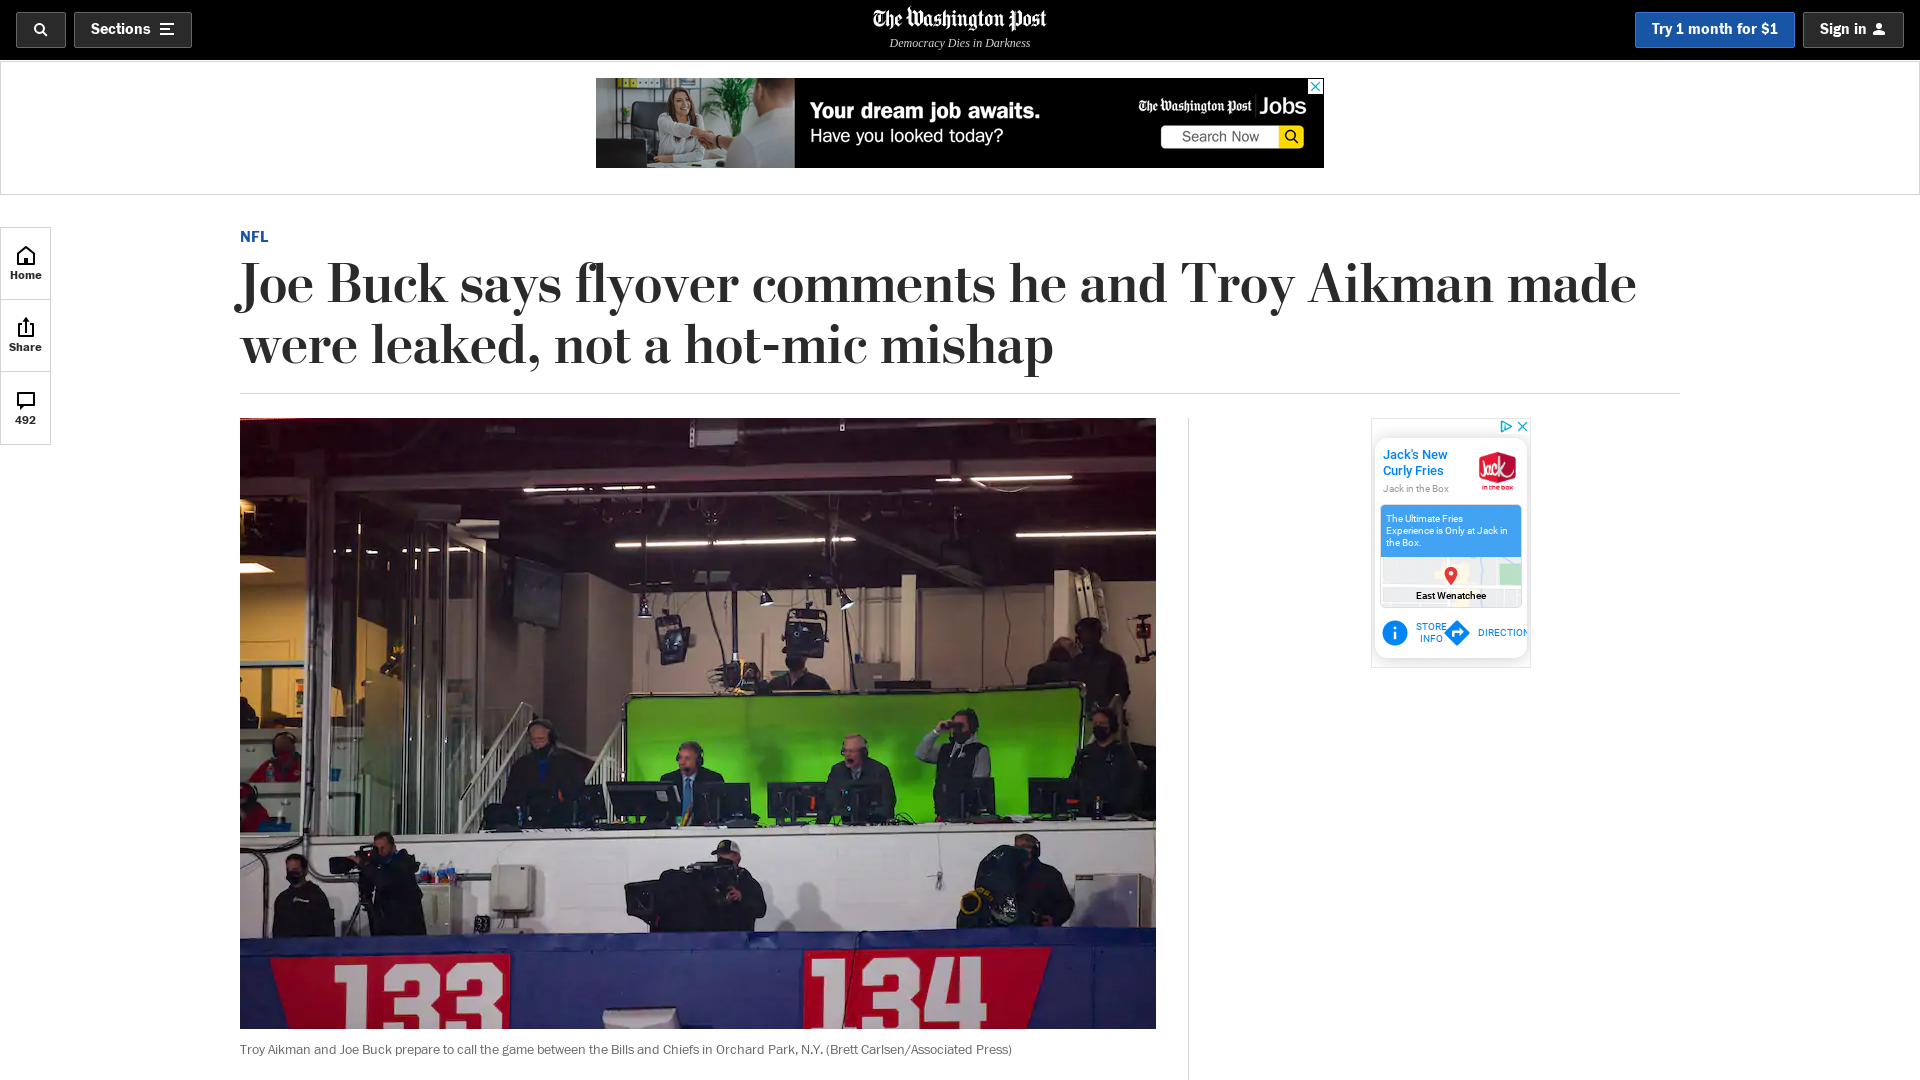 Sections
The Washington Post
Democracy Dies in Darkness
Try 1 month for $1
Sign in
Your dream job awaits.
Have you looked today?
The Washington Post Jobs
Search Now
Home
Share
492
NFL
Joe Buck says flyover comments he and Troy Aikman made
were leaked, not a hot-mic mishap
Jack's New
Curly Fries
Jack in the Box
Jack
in the box
The Ultimate Fries
Experience is Only at Jack in
the Box.
East Wenatchee
STORE
INFO
DIRECTION
133
134
Troy Aikman and Joe Buck prepare to call the game between the Bills and Chiefs in Orchard Park, N.Y. (Brett Carlsen/Associated Press)